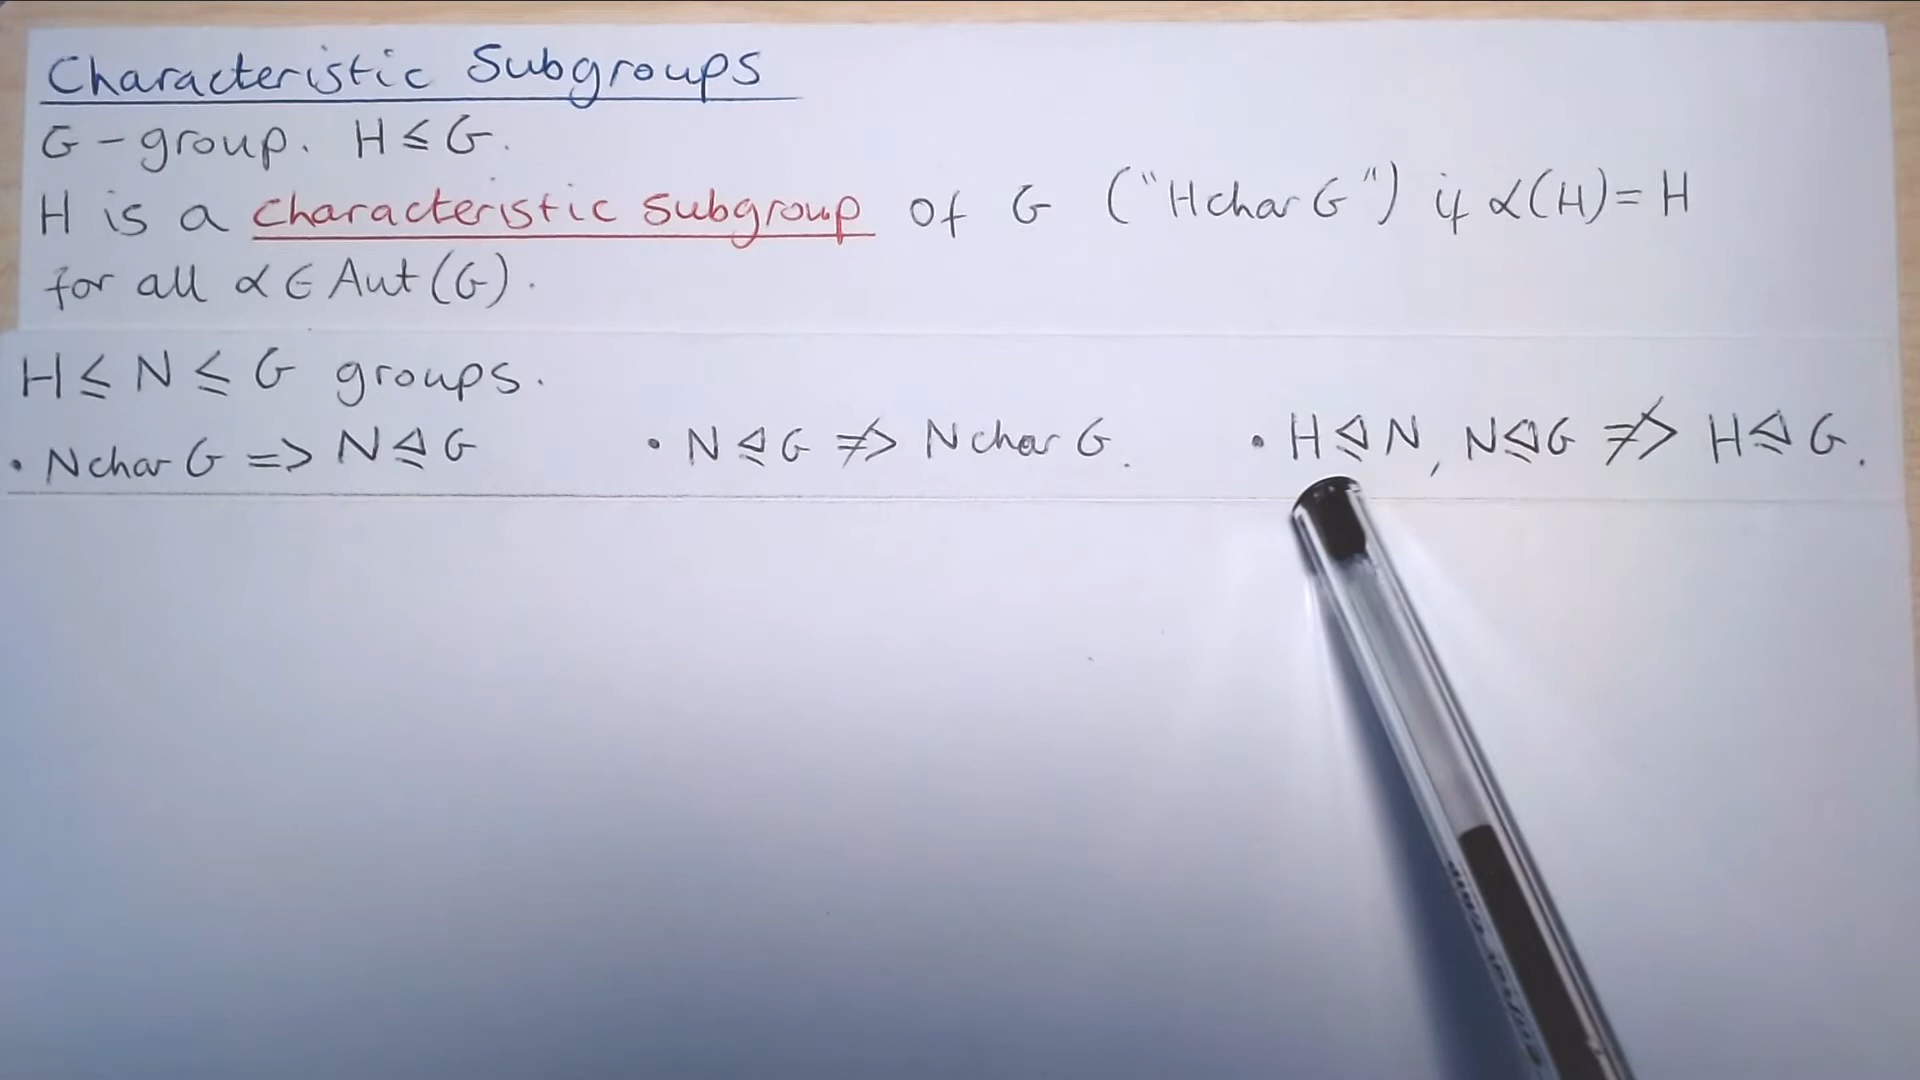 Characteristic Subgroups
G - group. H ≤ G.
H is a characteristic subgroup of G ("H char G") if α(H) = H
for all α ∈ Aut(G).
H ≤ N ≤ G groups.
• N char G => N ⊴ G • N ⊴ G ≠> N char G. • H ⊴ N, N ⊴ G ≠> H ⊴ G.